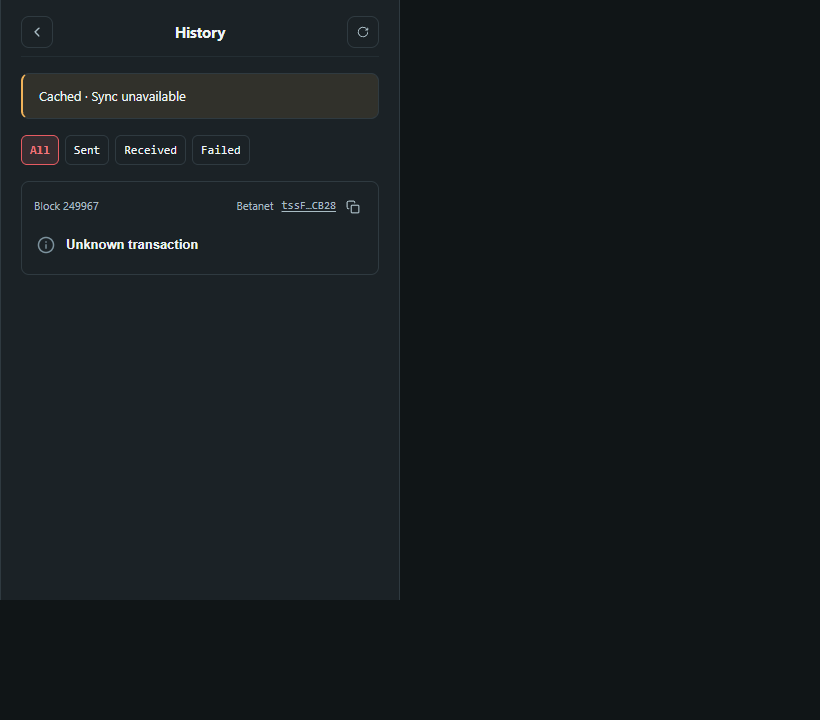 History
Cached · Sync unavailable
All Sent Received Failed
Block 249967 Betanet tssF…CB28
Unknown transaction